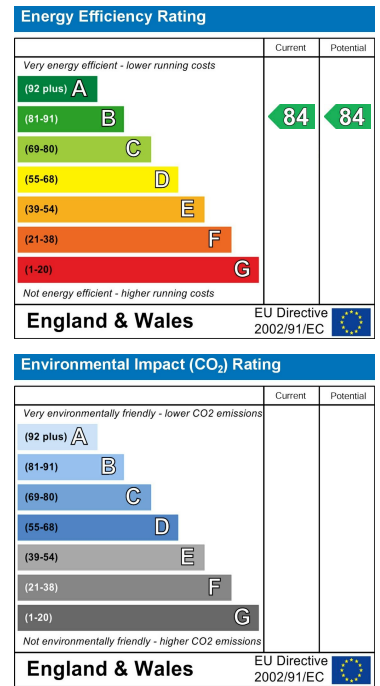 Energy Efficiency Rating
Current Potential
Very energy efficient - lower running costs
(92 plus) A
(81-91) B 84 84
(69-80) C
(55-68) D
(39-54) E
(21-38) F
(1-20) G
Not energy efficient - higher running costs
England & Wales
EU Directive
2002/91/EC
Environmental Impact (CO₂) Rating
Current Potential
Very environmentally friendly - lower CO2 emissions
(92 plus) A
(81-91) B
(69-80) C
(55-68) D
(39-54) E
(21-38) F
(1-20) G
Not environmentally friendly - higher CO2 emissions
England & Wales
EU Directive
2002/91/EC